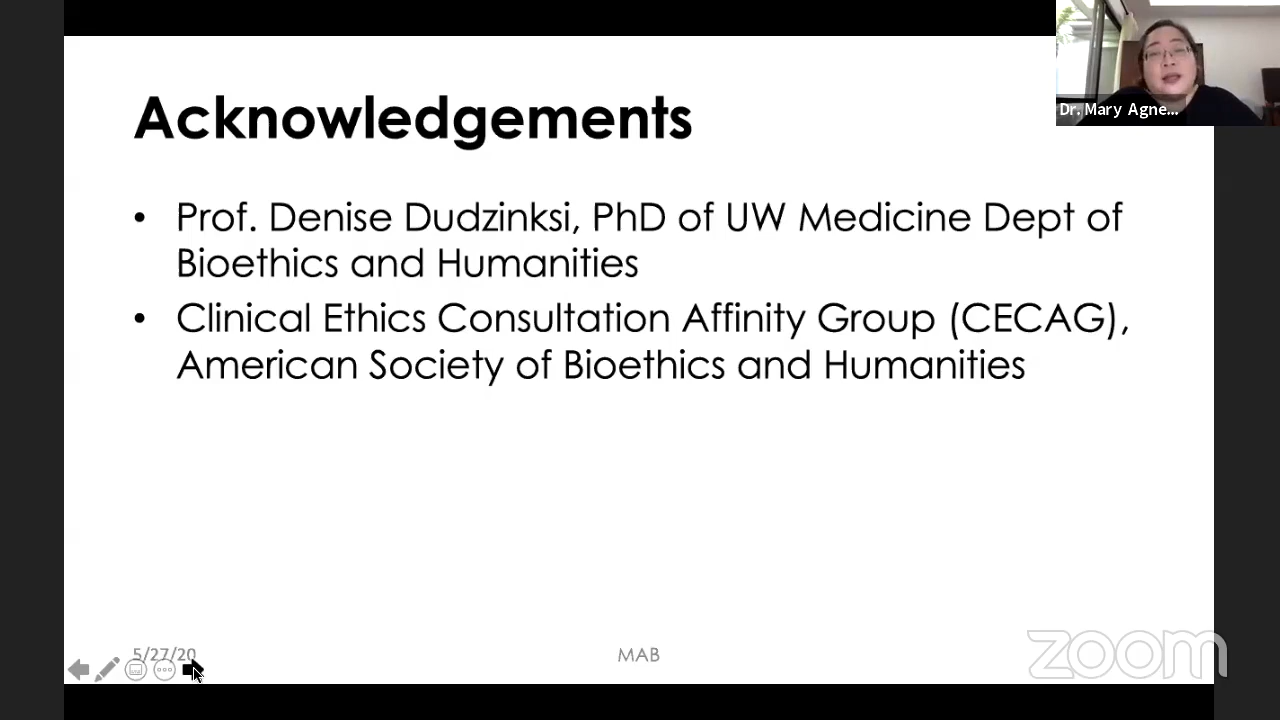 Acknowledgements
Dr. Mary Agne...
• Prof. Denise Dudzinksi, PhD of UW Medicine Dept of
Bioethics and Humanities
• Clinical Ethics Consultation Affinity Group (CECAG),
American Society of Bioethics and Humanities
5/27/20
MAB
zoom